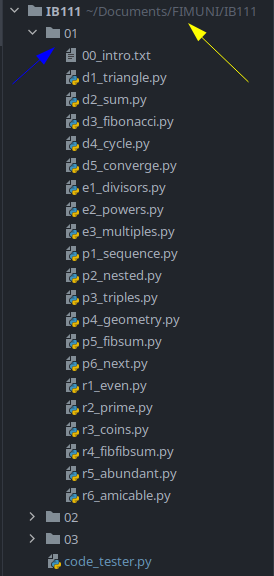 IB111 ~/Documents/FIMUNI/IB111
01
00_intro.txt
d1_triangle.py
d2_sum.py
d3_fibonacci.py
d4_cycle.py
d5_converge.py
e1_divisors.py
e2_powers.py
e3_multiples.py
p1_sequence.py
p2_nested.py
p3_triples.py
p4_geometry.py
p5_fibsum.py
p6_next.py
r1_even.py
r2_prime.py
r3_coins.py
r4_fibfibsum.py
r5_abundant.py
r6_amicable.py
02
03
code_tester.py